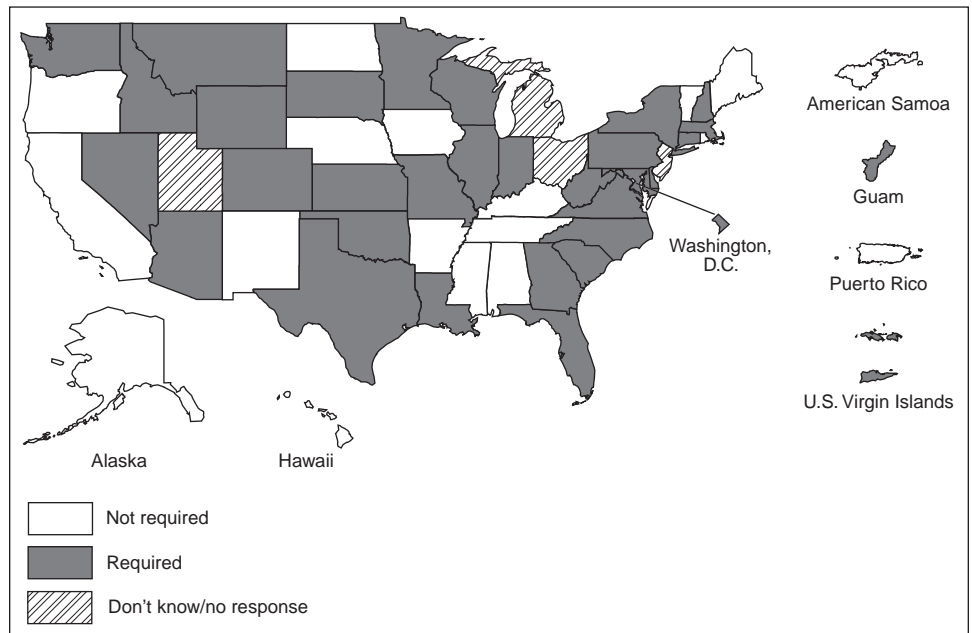 American Samoa
Guam
Washington,
D.C.
Puerto Rico
U.S. Virgin Islands
Alaska
Hawaii
Not required
Required
Don't know/no response